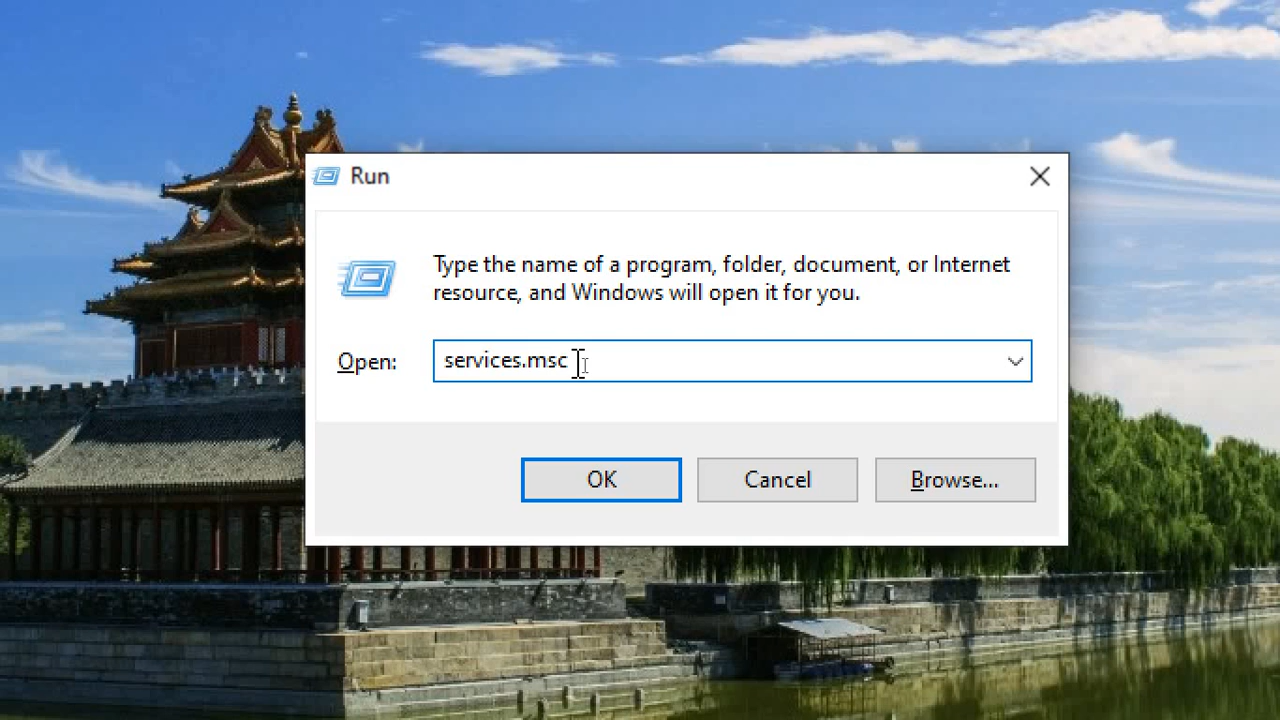 Run
Type the name of a program, folder, document, or Internet
resource, and Windows will open it for you.
Open:
services.msc
OK
Cancel
Browse...